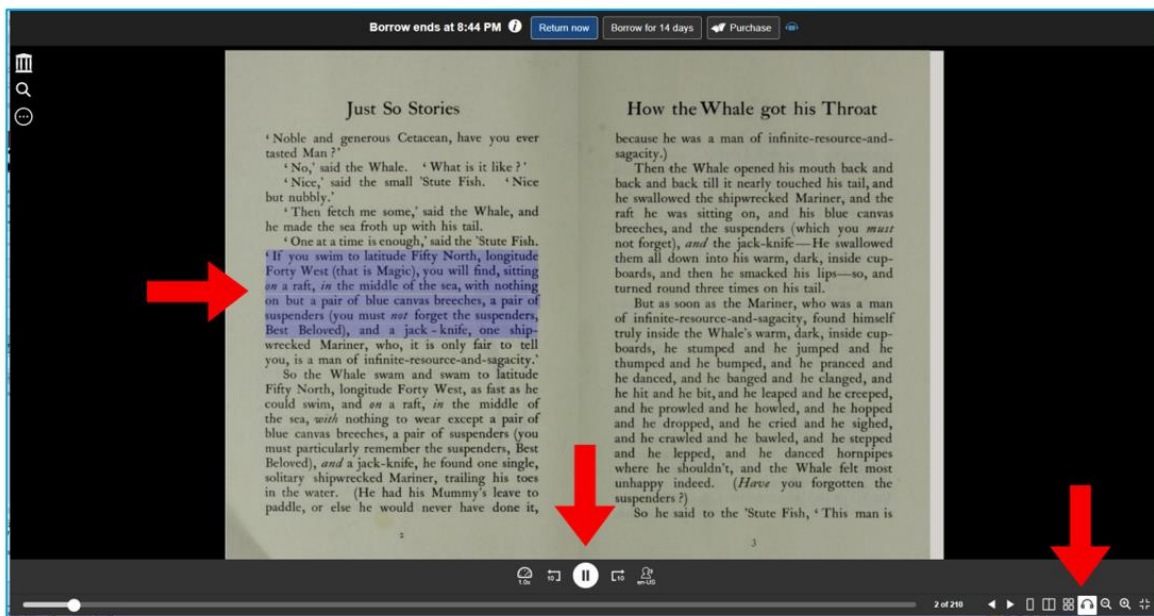 Borrow ends at 8:44 PM i Return now Borrow for 14 days Purchase
Just So Stories
‘ Noble and generous Cetacean, have you ever
tasted Man ?’
‘ No,’ said the Whale. ‘ What is it like ?’
‘ Nice,’ said the small ’Stute Fish. ‘ Nice
but nubbly.’
‘ Then fetch me some,’ said the Whale, and
he made the sea froth up with his tail.
‘ One at a time is enough,’ said the ’Stute Fish.
‘ If you swim to latitude Fifty North, longitude
Forty West (that is Magic), you will find, sitting
on a raft, in the middle of the sea, with nothing
on but a pair of blue canvas breeches, a pair of
suspenders (you must not forget the suspenders,
Best Beloved), and a jack-knife, one ship-
wrecked Mariner, who, it is only fair to tell
you, is a man of infinite-resource-and-sagacity.’
So the Whale swam and swam to latitude
Fifty North, longitude Forty West, as fast as he
could swim, and on a raft, in the middle of
the sea, with nothing to wear except a pair of
blue canvas breeches, a pair of suspenders (you
must particularly remember the suspenders, Best
Beloved), and a jack-knife, he found one single,
solitary shipwrecked Mariner, trailing his toes
in the water. (He had his Mummy’s leave to
paddle, or else he would never have done it,
2
How the Whale got his Throat
because he was a man of infinite-resource-and-
sagacity.)
Then the Whale opened his mouth back and
back and back till it nearly touched his tail, and
he swallowed the shipwrecked Mariner, and the
raft he was sitting on, and his blue canvas
breeches, and the suspenders (which you must
not forget), and the jack-knife—He swallowed
them all down into his warm, dark, inside cup-
boards, and then he smacked his lips—so, and
turned round three times on his tail.
But as soon as the Mariner, who was a man
of infinite-resource-and-sagacity, found himself
truly inside the Whale’s warm, dark, inside cup-
boards, he stumped and he jumped and he
thumped and he bumped, and he pranced and
he danced, and he banged and he clanged, and
he hit and he bit, and he leaped and he creeped,
and he prowled and he howled, and he hopped
and he dropped, and he cried and he sighed,
and he crawled and he bawled, and he stepped
and he lepped, and he danced hornpipes
where he shouldn’t, and the Whale felt most
unhappy indeed. (Have you forgotten the
suspenders ?)
So he said to the ’Stute Fish, ‘ This man is
3
1.0x 10 10 en-US
2 of 210